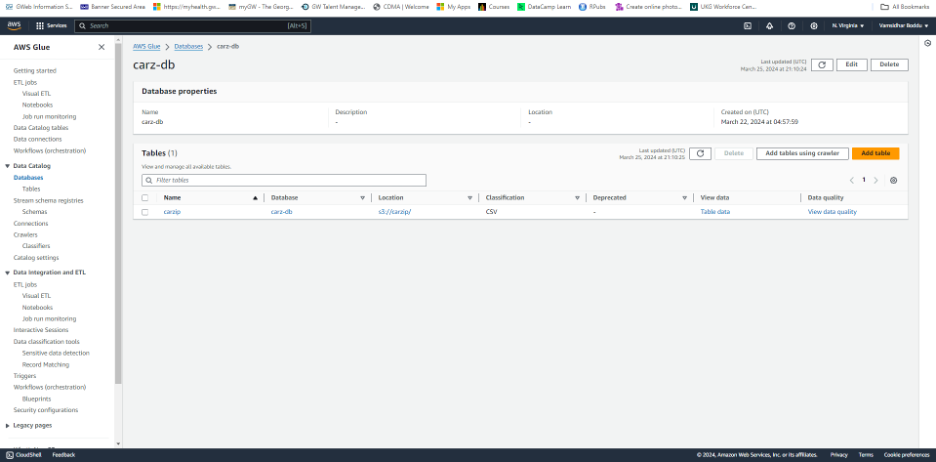 GWeb Information S... Banner Secured Area https://myhealth.gw... myGW - The Georg... GW Talent Manage... CDMA | Welcome My Apps Courses DataCamp Learn RPubs Create online photo... UKG Workforce Cen... All Bookmarks
aws Services Search [Alt+S] N. Virginia Vamsidhar Boddu
AWS Glue
Getting started
ETL jobs
Visual ETL
Notebooks
Job run monitoring
Data Catalog tables
Data connections
Workflows (orchestration)
Data Catalog
Databases
Tables
Stream schema registries
Schemas
Connections
Crawlers
Classifiers
Catalog settings
Data Integration and ETL
ETL jobs
Visual ETL
Notebooks
Job run monitoring
Interactive Sessions
Data classification tools
Sensitive data detection
Record Matching
Triggers
Workflows (orchestration)
Blueprints
Security configurations
Legacy pages
AWS Glue > Databases > carz-db
carz-db
Last updated (UTC)
March 25, 2024 at 21:10:24
Edit Delete
Database properties
Name Description Location Created on (UTC)
carz-db - - March 22, 2024 at 04:57:59
Tables (1)
Last updated (UTC)
March 25, 2024 at 21:10:25
Delete Add tables using crawler Add table
View and manage all available tables.
Filter tables
1
Name Database Location Classification Deprecated View data Data quality
carzip carz-db s3://carzip/ CSV - Table data View data quality
CloudShell Feedback © 2024, Amazon Web Services, Inc. or its affiliates. Privacy Terms Cookie preferences